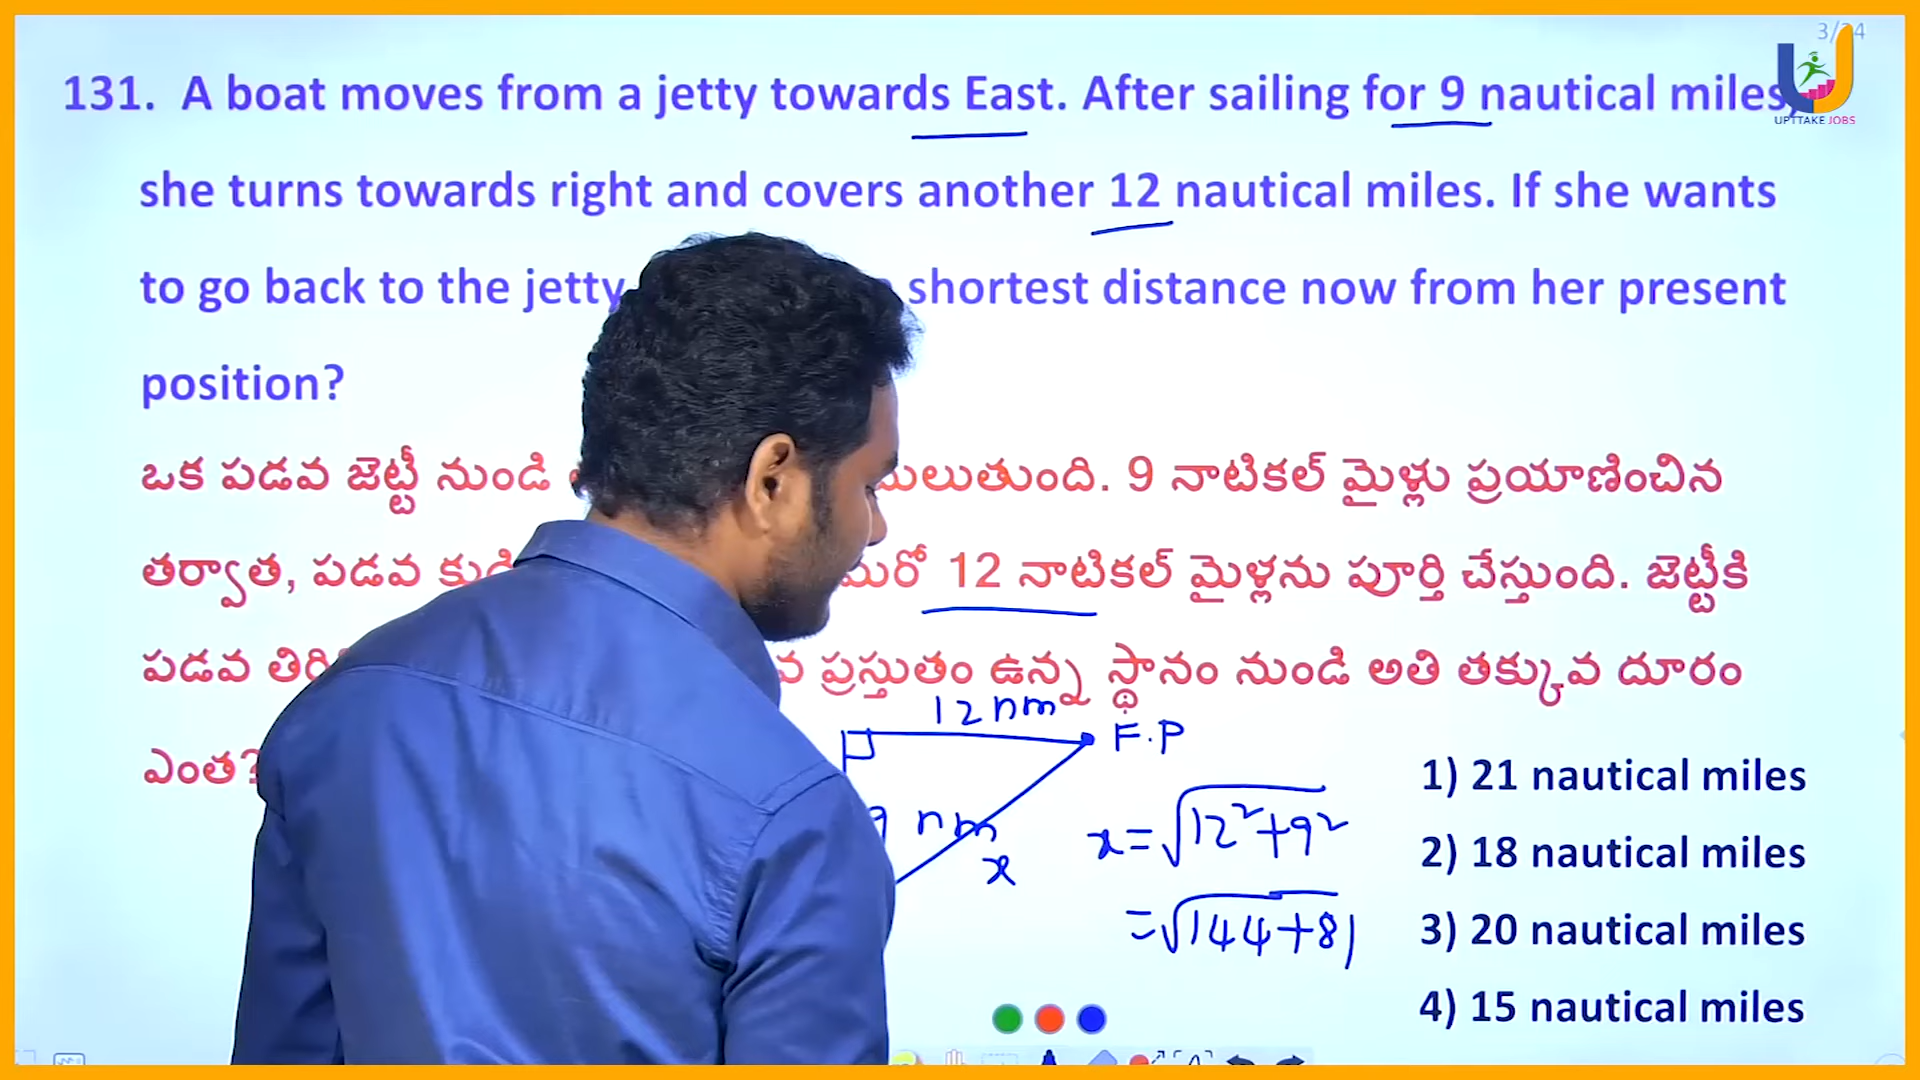 3/
UPTTAKE JOBS
131. A boat moves from a jetty towards East. After sailing for 9 nautical miles,
she turns towards right and covers another 12 nautical miles. If she wants
to go back to the jetty shortest distance now from her present
position?
ఒక పడవ జెట్టీ నుండి 9 నాటికల్ మైళ్లు ప్రయాణించిన
తర్వాత, పడవ 12 నాటికల్ మైళ్లను పూర్తి చేస్తుంది. జెట్టీకి
పడవ ప్రస్తుతం ఉన్న స్థానం నుండి అతి తక్కువ దూరం
ఎంత?
12 nm
F.P
9 nm
x
x=√12²+9²
=√144+81
1) 21 nautical miles
2) 18 nautical miles
3) 20 nautical miles
4) 15 nautical miles